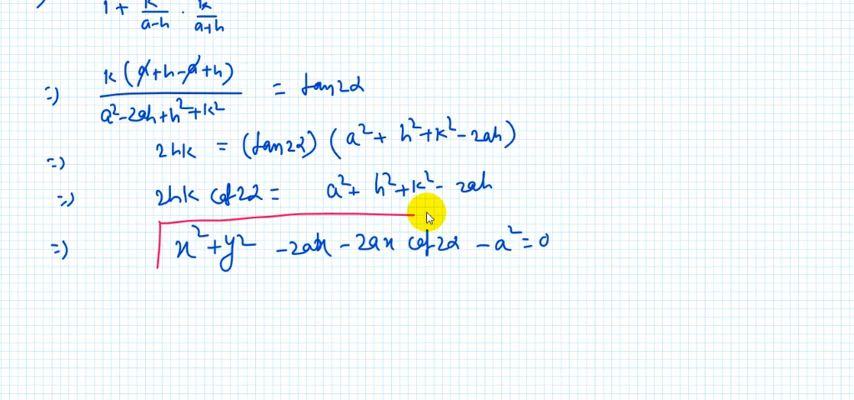 1 + k/(a-h) · k/(a+h)
=) k(a+h-a+h) / (a²-2ah+h²+k²) = tan2α
=) 2hk = (tan2α) (a²+ h²+k²-2ah)
=) 2hk cot2α = a²+ h²+k²- 2ah
=) x²+y² -2ax -2ax cot2α -a²=0